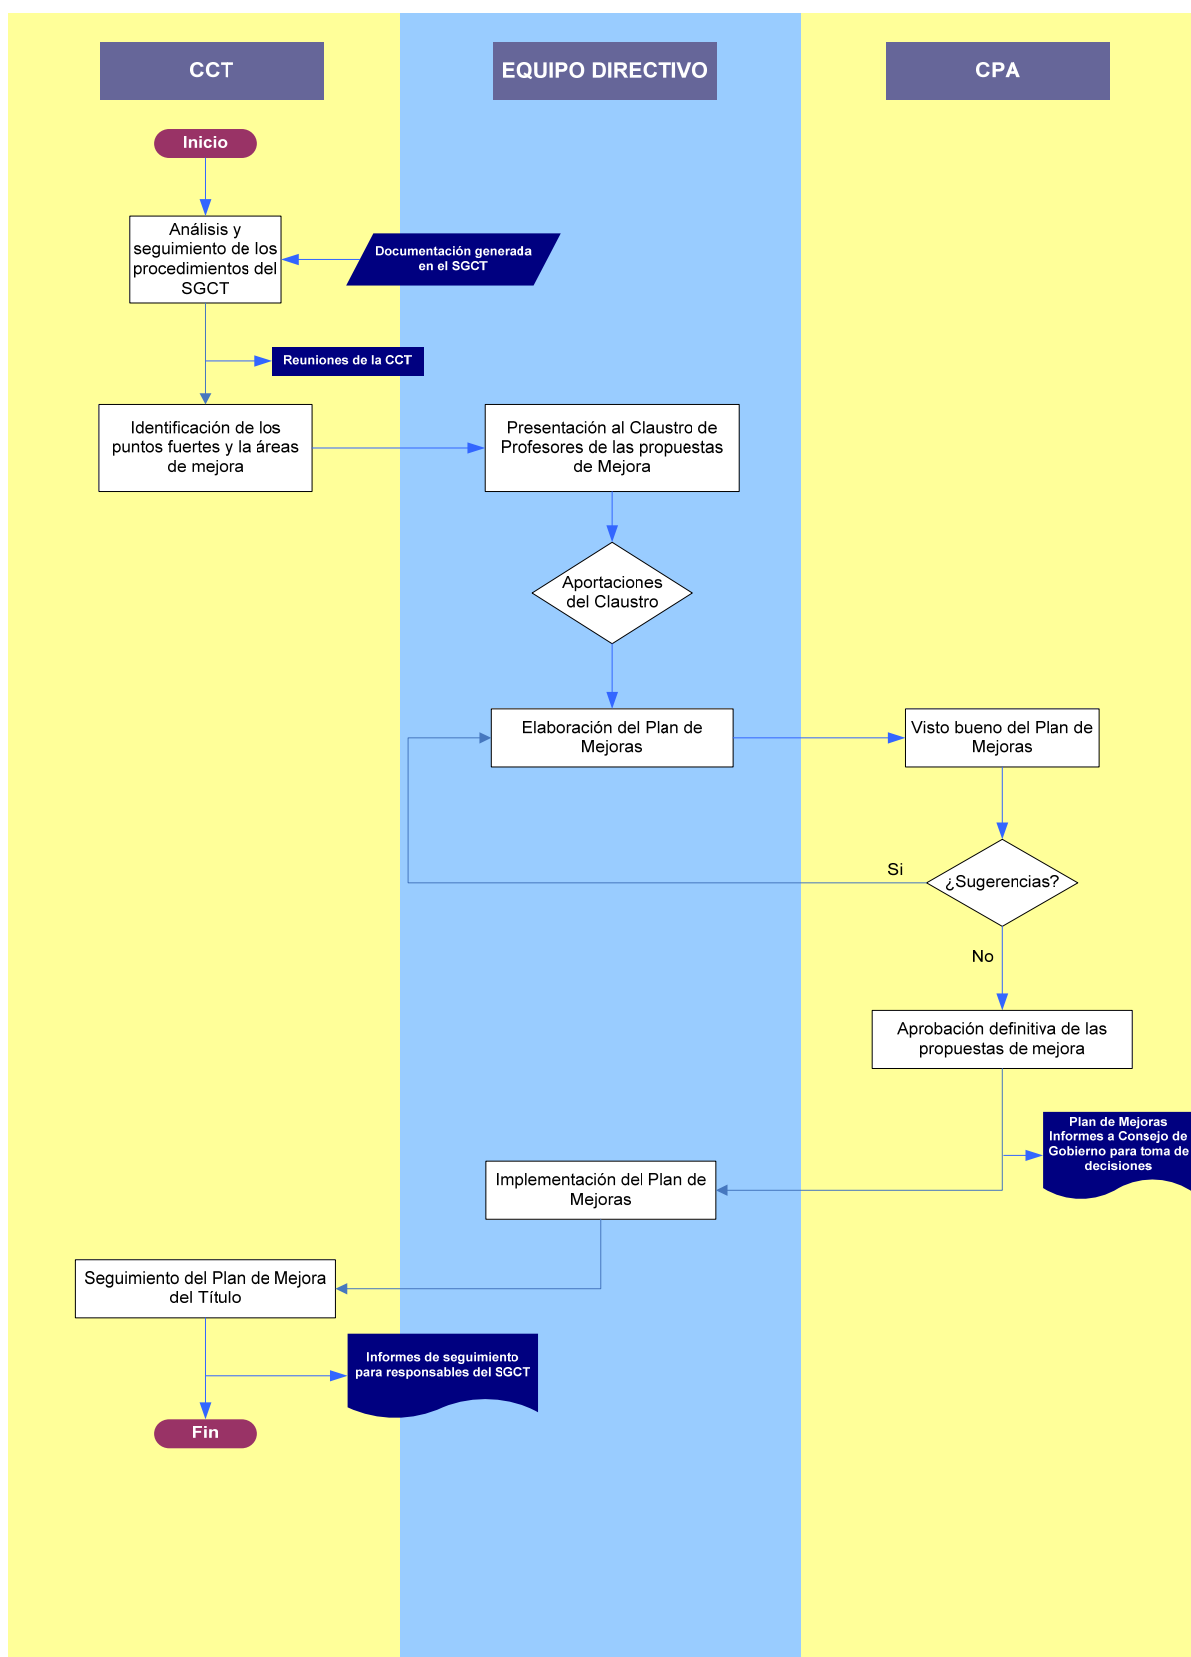 CCT
EQUIPO DIRECTIVO
CPA
Inicio
Análisis y
seguimiento de los
procedimientos del
SGCT
Documentación generada
en el SGCT
Reuniones de la CCT
Identificación de los
puntos fuertes y la áreas
de mejora
Presentación al Claustro de
Profesores de las propuestas
de Mejora
Aportaciones
del Claustro
Elaboración del Plan de
Mejoras
Visto bueno del Plan de
Mejoras
Si
¿Sugerencias?
No
Aprobación definitiva de las
propuestas de mejora
Plan de Mejoras
Informes a Consejo de
Gobierno para toma de
decisiones
Implementación del Plan de
Mejoras
Seguimiento del Plan de Mejora
del Título
Informes de seguimiento
para responsables del SGCT
Fin